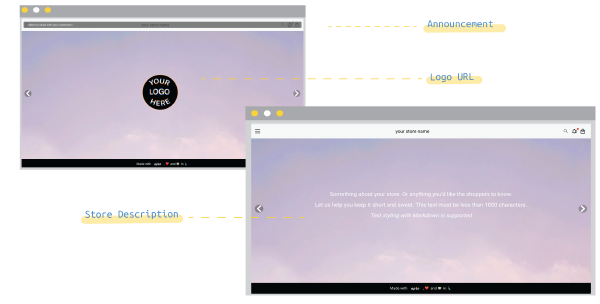 Announcement
YOUR
LOGO
HERE
Logo URL
your store name
Something about your store. Or anything you'd like the shoppers to know.
Let us help you keep it short and sweet. This text must be less than 1000 characters.
Text styling with Markdown is supported
Store Description
Made with
Made with